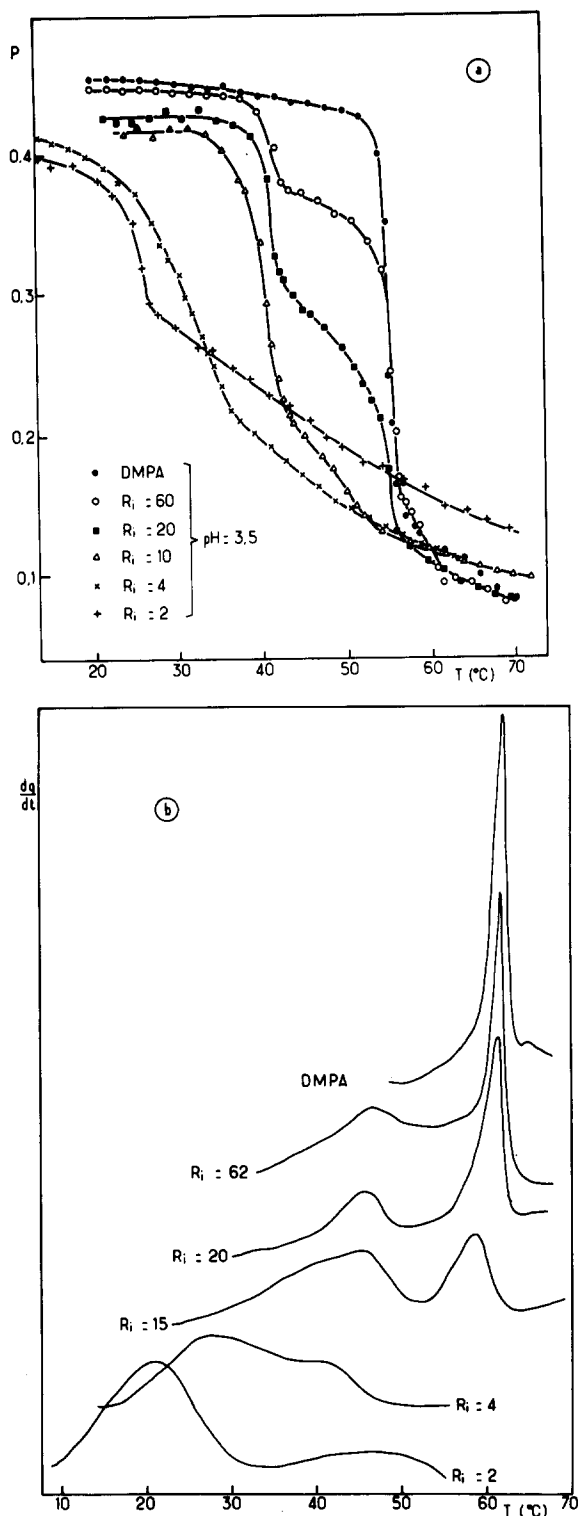 P
a
0,4
0,3
0,2
0,1
DMPA
Ri = 60
Ri = 20
Ri = 10
Ri = 4
Ri = 2
pH = 3,5
20 30 40 50 60 70
T (°C)
dq
dt
b
DMPA
Ri = 62
Ri = 20
Ri = 15
Ri = 4
Ri = 2
10 20 30 40 50 60 70
T (°C)